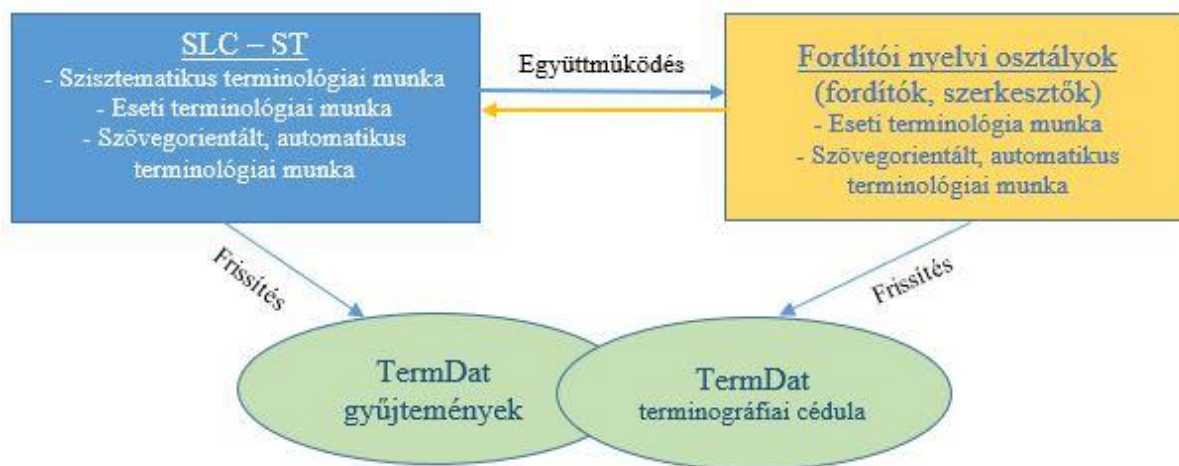 SLC – ST
- Szisztematikus terminológiai munka
- Eseti terminológiai munka
- Szövegorientált, automatikus
terminológiai munka
Együttműködés
Fordítói nyelvi osztályok
(fordítók, szerkesztők)
- Eseti terminológia munka
- Szövegorientált, automatikus
terminológiai munka
Frissítés
Frissítés
TermDat
gyűjtemények
TermDat
terminográfiai cédula